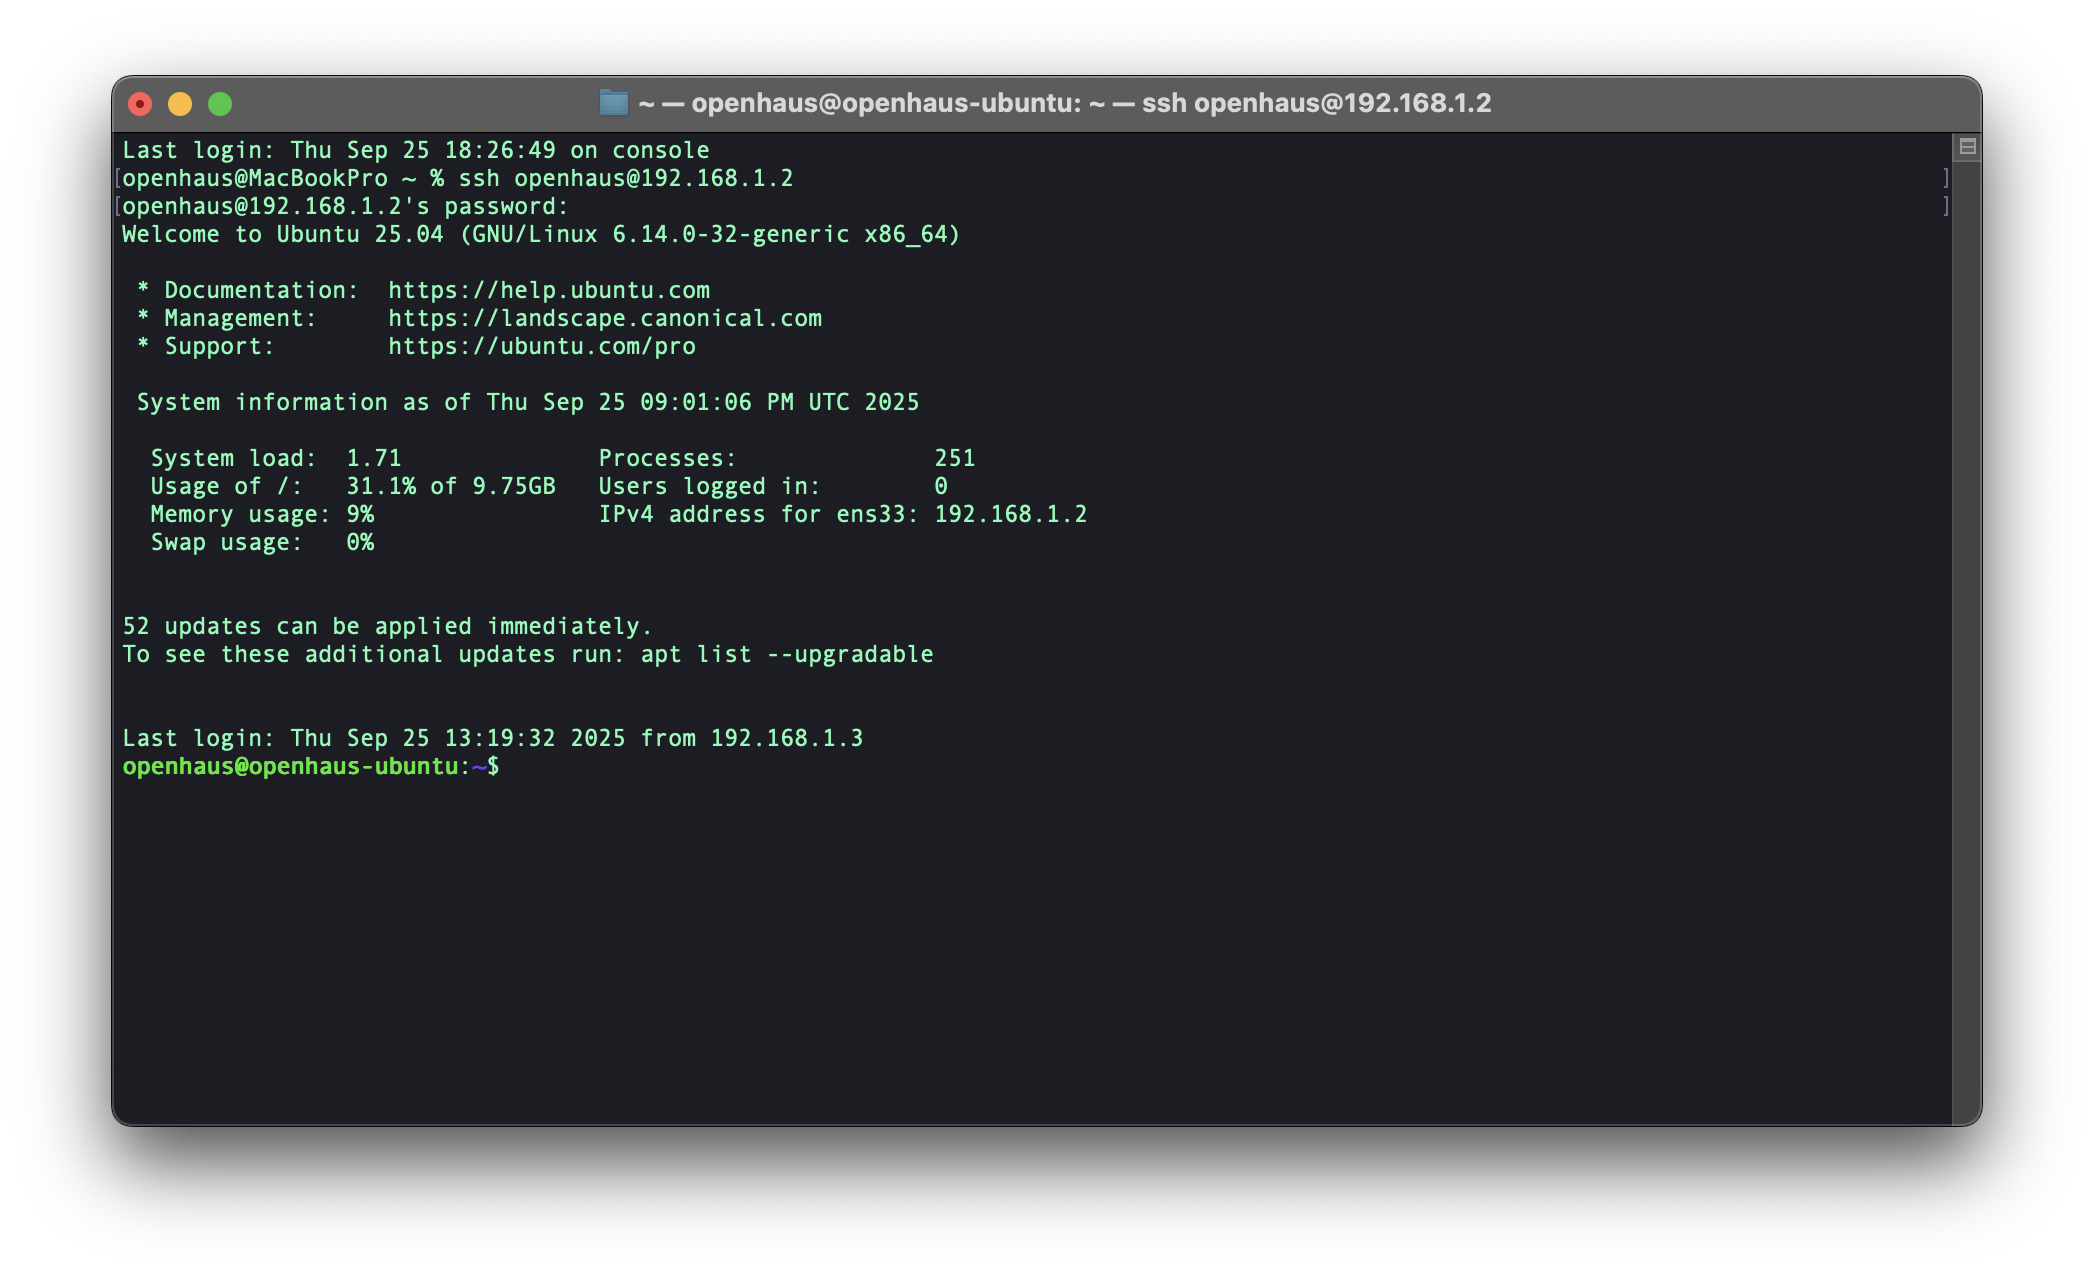 ~ — openhaus@openhaus-ubuntu: ~ — ssh openhaus@192.168.1.2
Last login: Thu Sep 25 18:26:49 on console
[openhaus@MacBookPro ~ % ssh openhaus@192.168.1.2 ]
[openhaus@192.168.1.2's password: ]
Welcome to Ubuntu 25.04 (GNU/Linux 6.14.0-32-generic x86_64)

 * Documentation:  https://help.ubuntu.com
 * Management:     https://landscape.canonical.com
 * Support:        https://ubuntu.com/pro

 System information as of Thu Sep 25 09:01:06 PM UTC 2025

  System load:  1.71              Processes:              251
  Usage of /:   31.1% of 9.75GB   Users logged in:        0
  Memory usage: 9%                IPv4 address for ens33: 192.168.1.2
  Swap usage:   0%

52 updates can be applied immediately.
To see these additional updates run: apt list --upgradable

Last login: Thu Sep 25 13:19:32 2025 from 192.168.1.3
openhaus@openhaus-ubuntu:~$